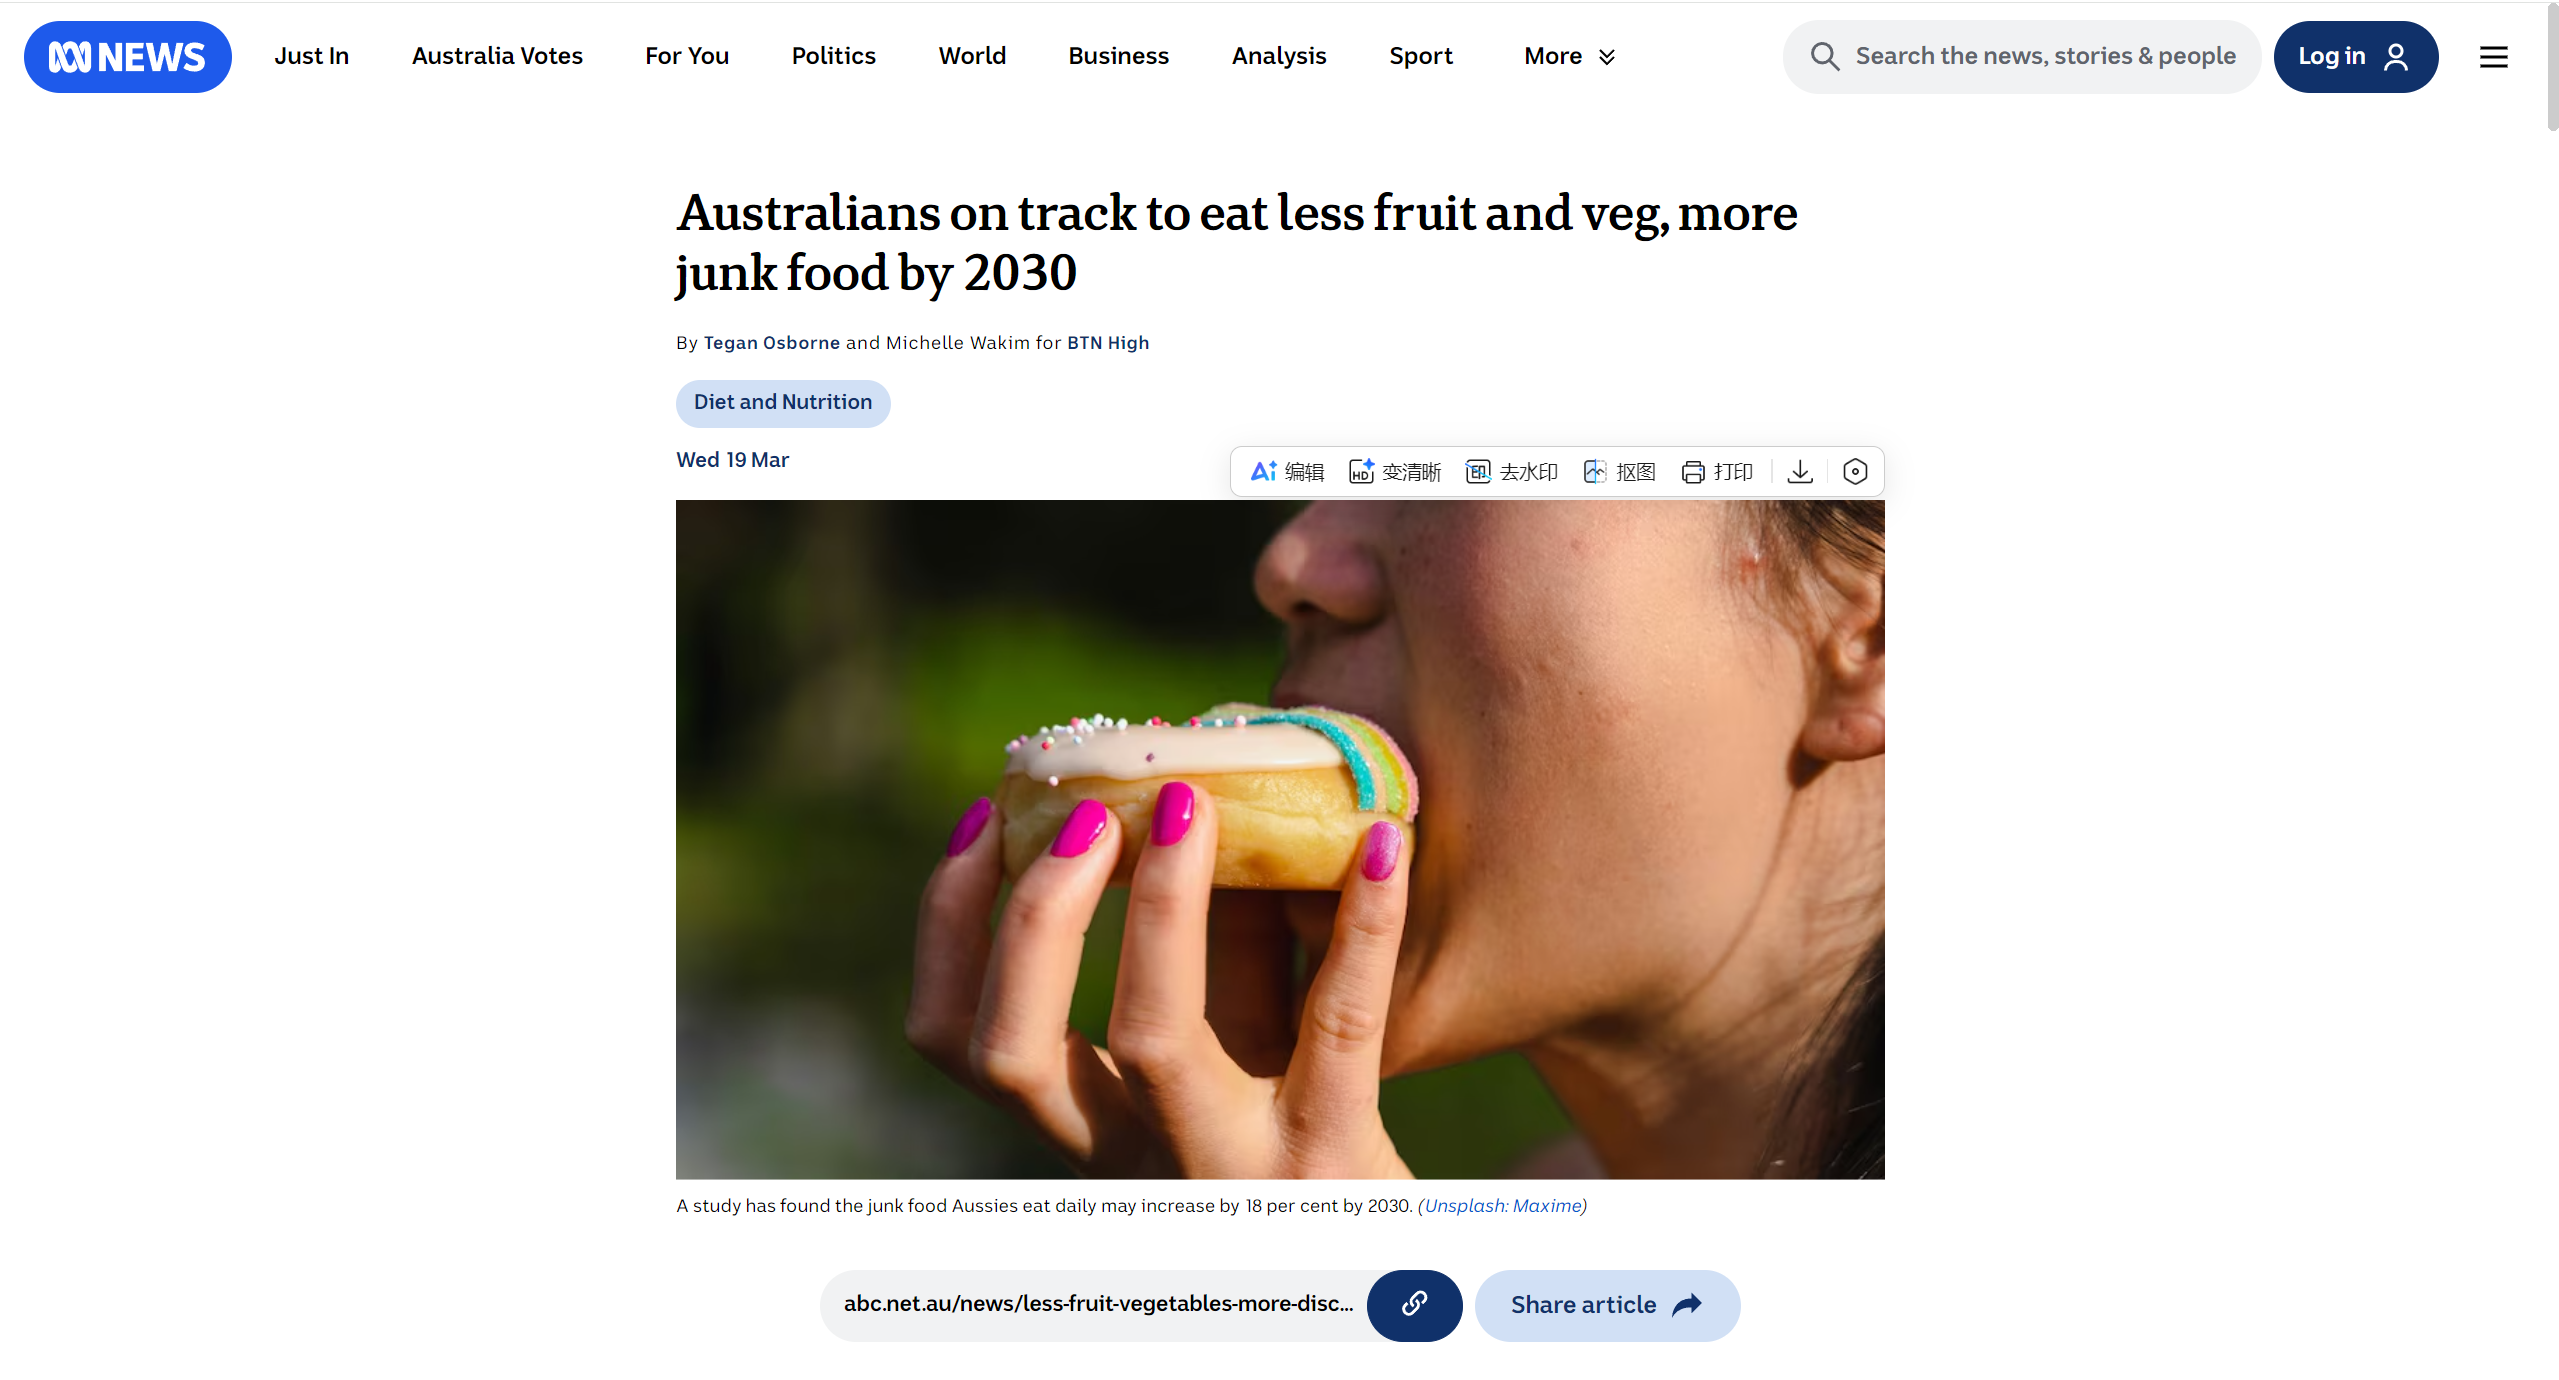 NEWS
Just In
Australia Votes
For You
Politics
World
Business
Analysis
Sport
More
Search the news, stories & people
Log in
Australians on track to eat less fruit and veg, more
junk food by 2030
By Tegan Osborne and Michelle Wakim for BTN High
Diet and Nutrition
Wed 19 Mar
Ai 编辑
HD 变清晰
印 去水印
抠图
打印
A study has found the junk food Aussies eat daily may increase by 18 per cent by 2030. (Unsplash: Maxime)
abc.net.au/news/less-fruit-vegetables-more-disc...
Share article